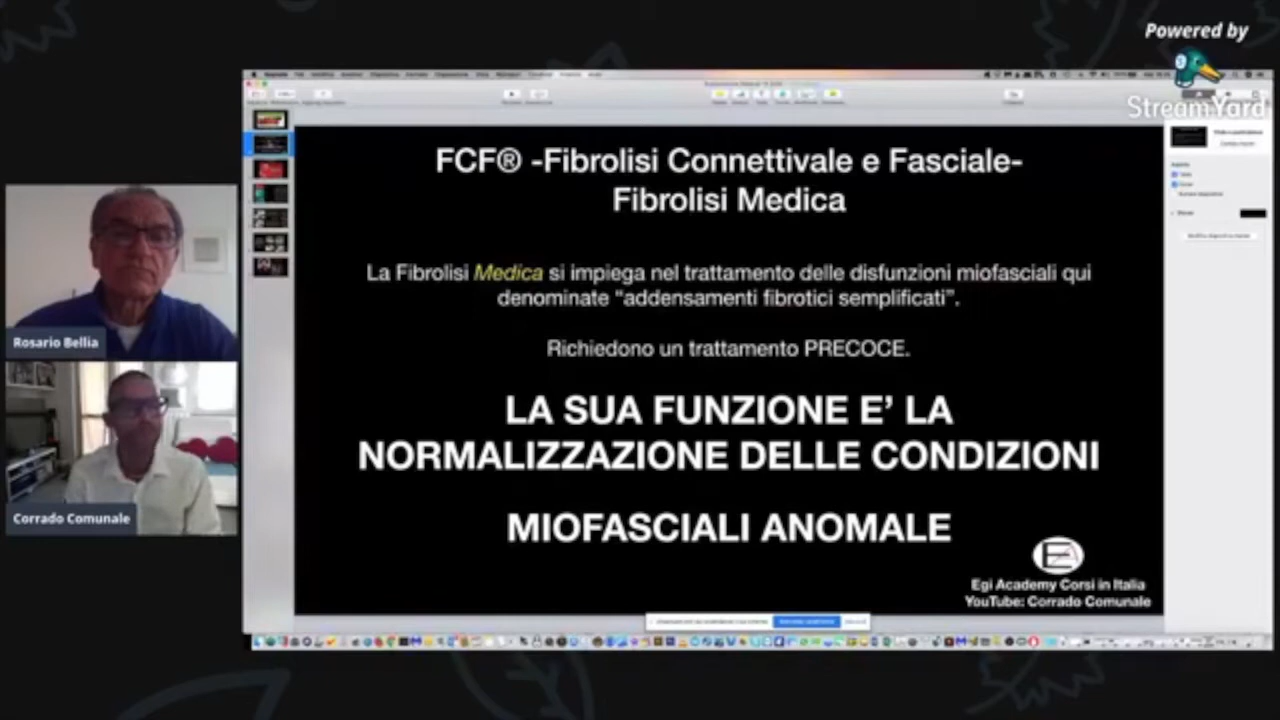 Powered by
StreamYard
FCF® -Fibrolisi Connettivale e Fasciale-
Fibrolisi Medica
La Fibrolisi Medica si impiega nel trattamento delle disfunzioni miofasciali qui
denominate “addensamenti fibrotici semplificati”.
Richiedono un trattamento PRECOCE.
LA SUA FUNZIONE E’ LA
NORMALIZZAZIONE DELLE CONDIZIONI
MIOFASCIALI ANOMALE
Egi Academy Corsi in Italia
YouTube: Corrado Comunale
Rosario Bellia
Corrado Comunale